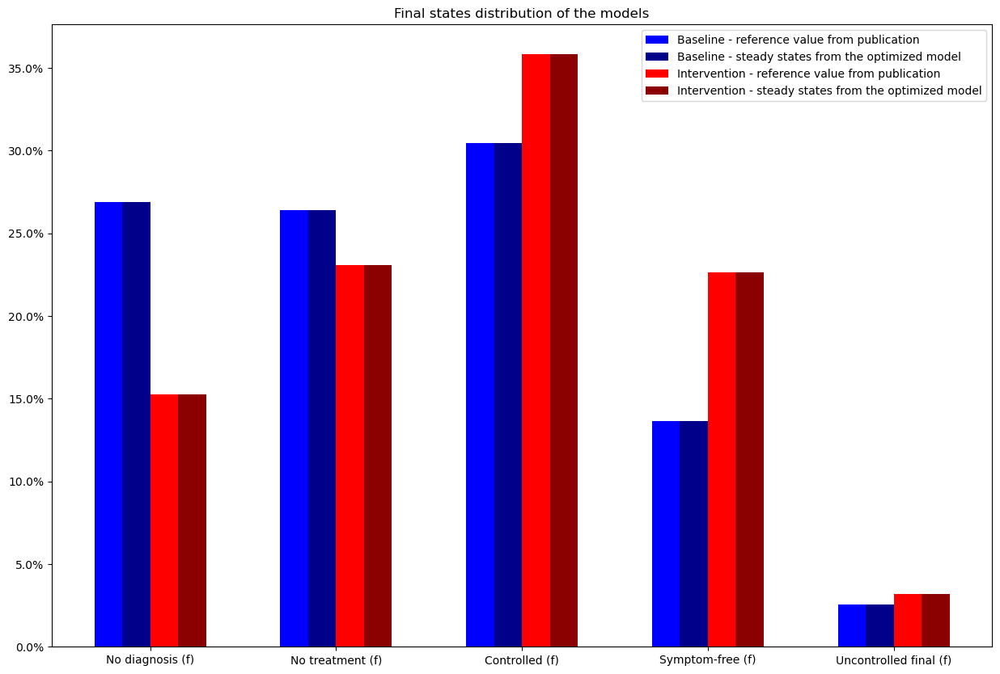 Final states distribution of the models
Baseline - reference value from publication
Baseline - steady states from the optimized model
Intervention - reference value from publication
Intervention - steady states from the optimized model
35.0%
30.0%
25.0%
20.0%
15.0%
10.0%
5.0%
0.0%
No diagnosis (f)
No treatment (f)
Controlled (f)
Symptom-free (f)
Uncontrolled final (f)